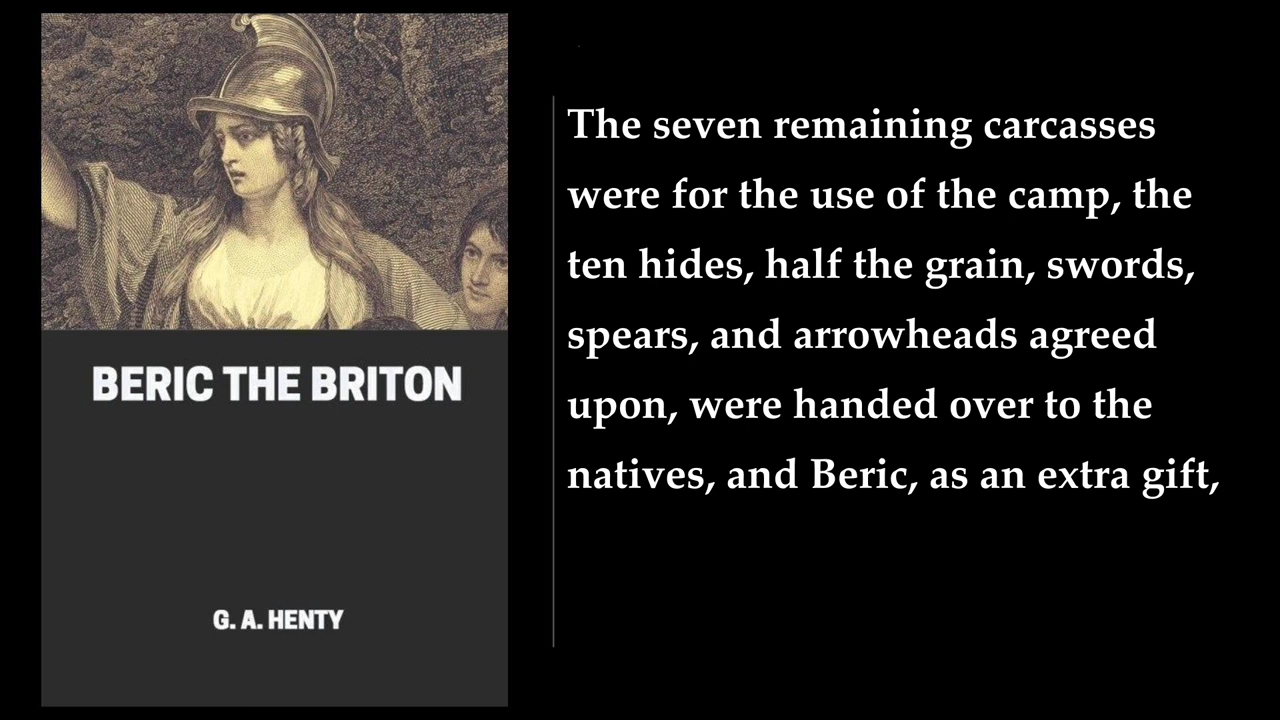 BERIC THE BRITON
G. A. HENTY
The seven remaining carcasses
were for the use of the camp, the
ten hides, half the grain, swords,
spears, and arrowheads agreed
upon, were handed over to the
natives, and Beric, as an extra gift,